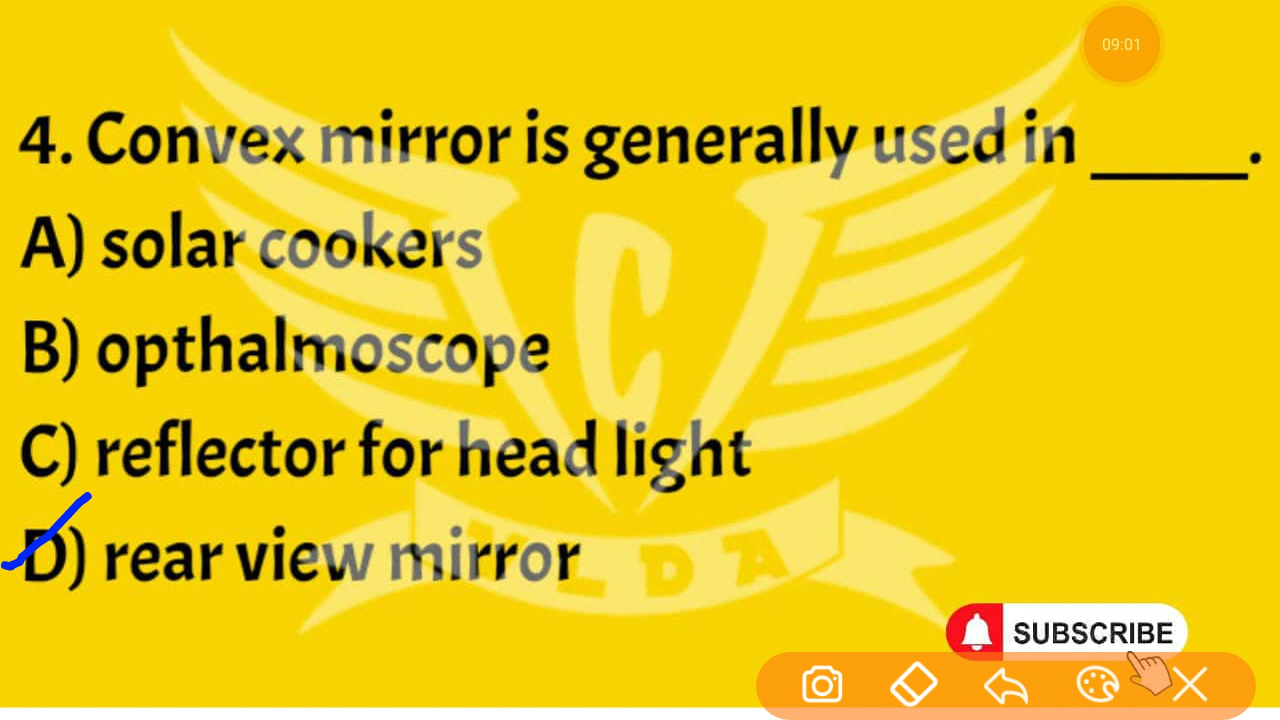 09:01
4. Convex mirror is generally used in _____.
A) solar cookers
B) opthalmoscope
C) reflector for head light
D) rear view mirror
SUBSCRIBE